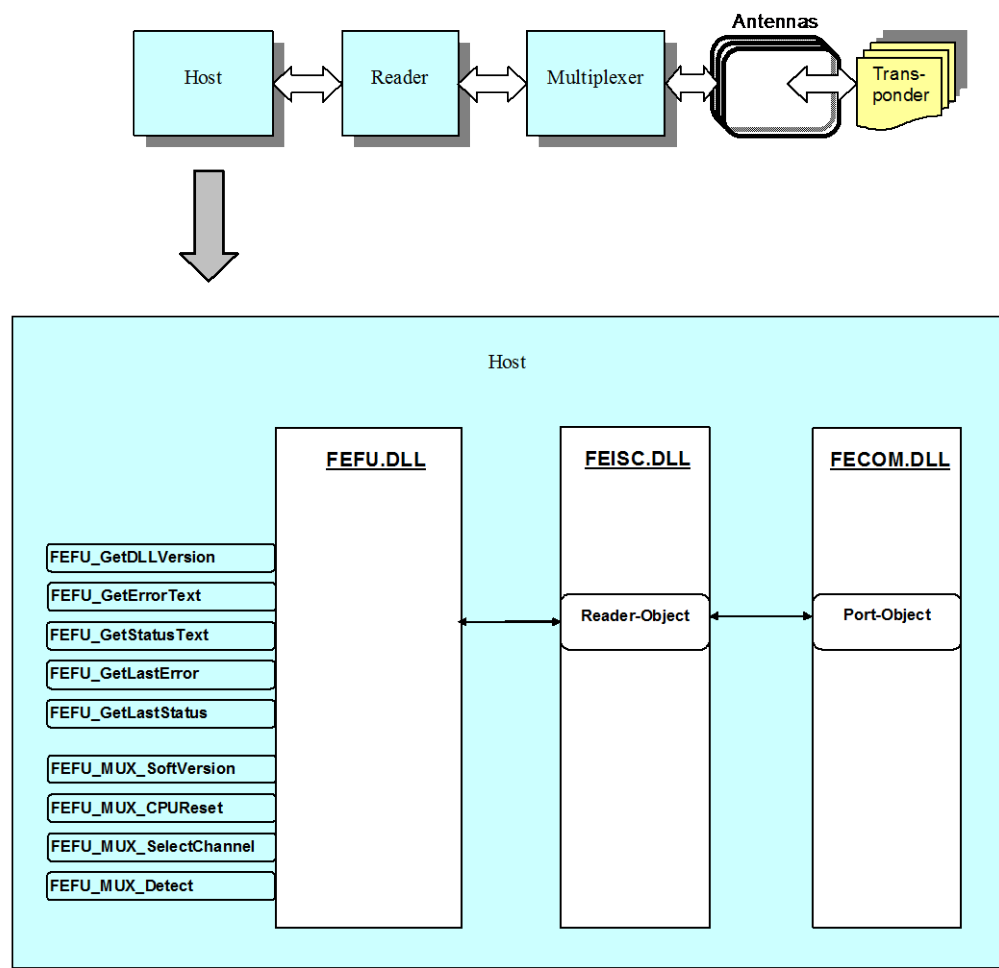 Antennas
Host
Reader
Multiplexer
Trans-
ponder
Host
FEFU.DLL
FEISC.DLL
FECOM.DLL
FEFU_GetDLLVersion
FEFU_GetErrorText
FEFU_GetStatusText
FEFU_GetLastError
FEFU_GetLastStatus
FEFU_MUX_SoftVersion
FEFU_MUX_CPUReset
FEFU_MUX_SelectChannel
FEFU_MUX_Detect
Reader-Object
Port-Object